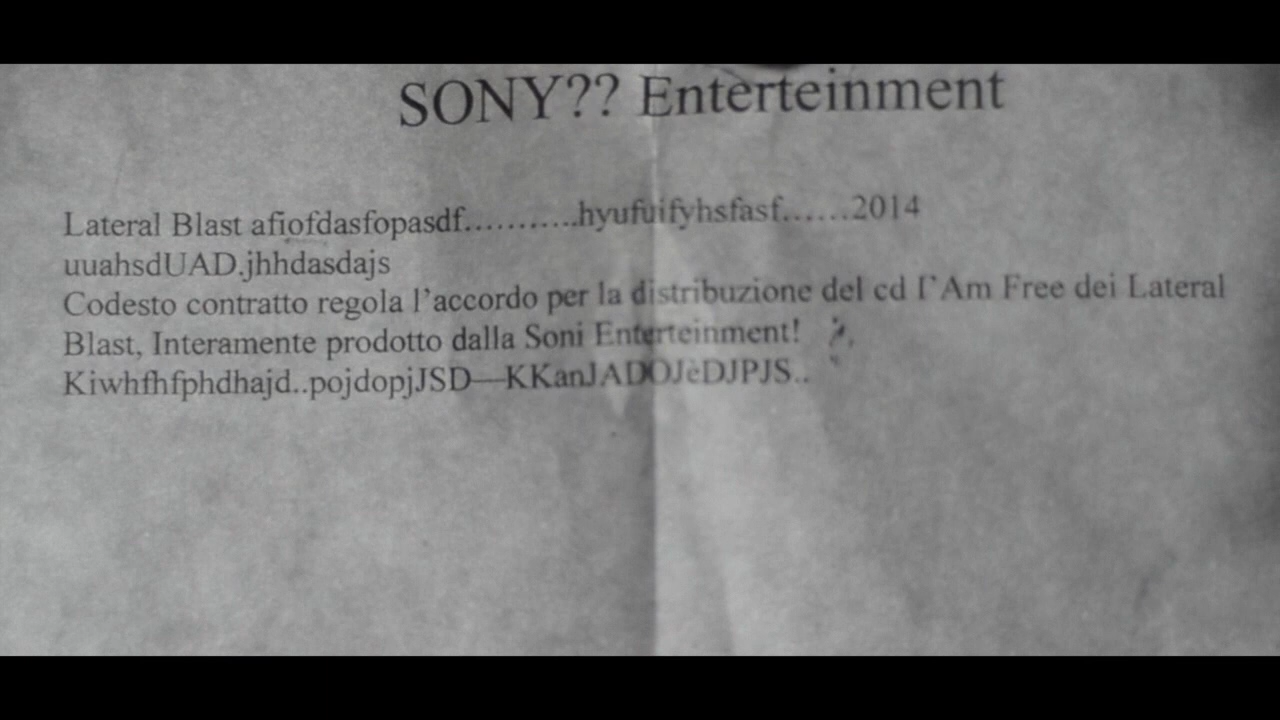 SONY?? Enterteinment
Lateral Blast afiofdasfopasdf...........hyufuifyhsfasf......2014
uuahsdUAD.jhhdasdajs
Codesto contratto regola l'accordo per la distribuzione del cd I'Am Free dei Lateral
Blast, Interamente prodotto dalla Soni Enterteinment!
Kiwhfhfphdhajd..pojdopjJSD—KKanJADOJèDJPJS..